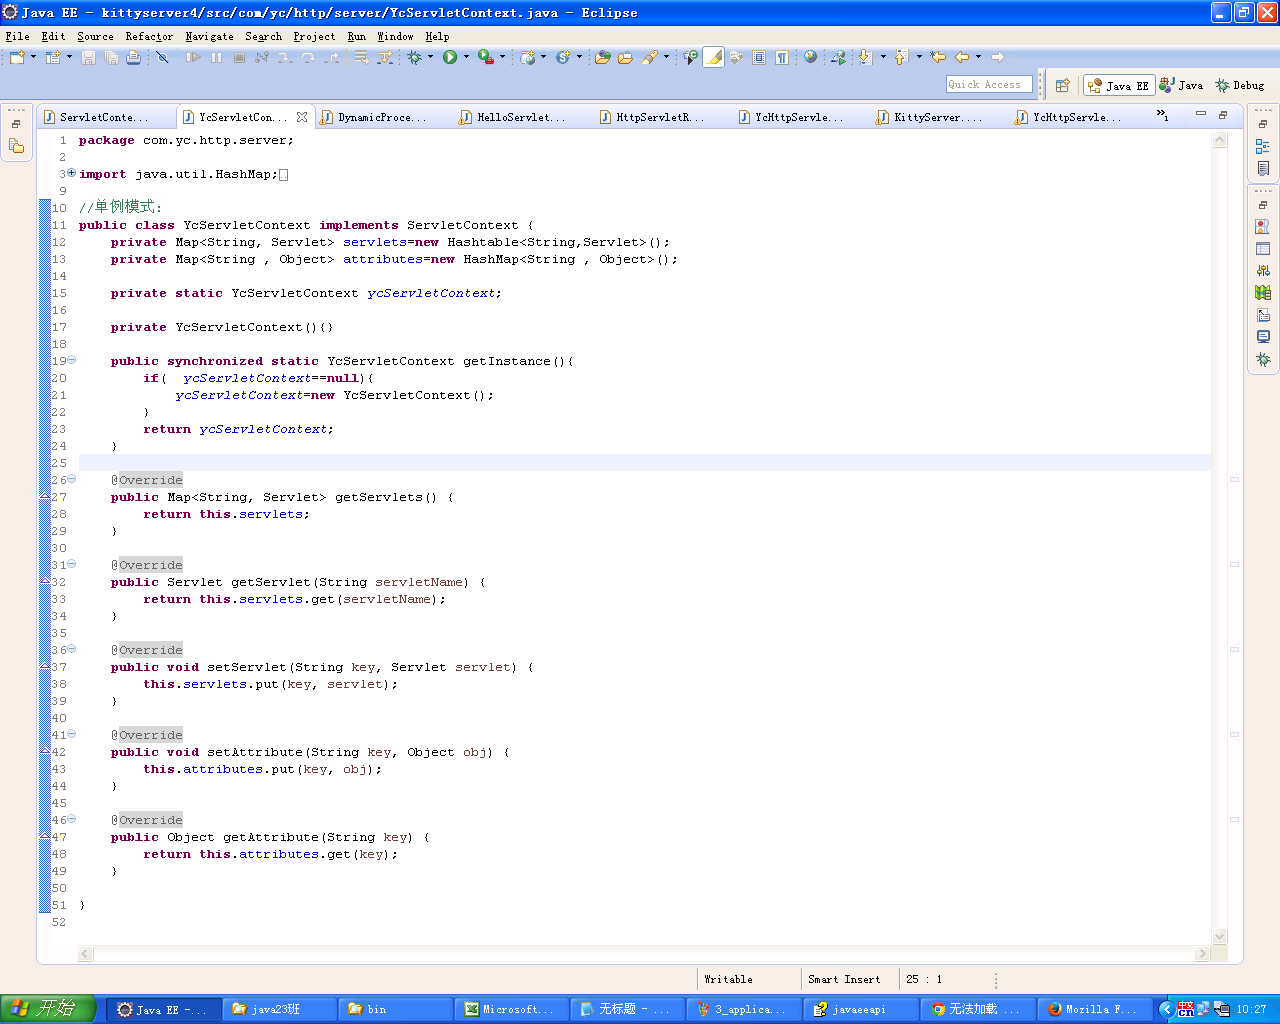 Java EE - kittyserver4/src/com/yc/http/server/YcServletContext.java - Eclipse
File Edit Source Refactor Navigate Search Project Run Window Help
Quick Access
Java EE Java Debug
ServletConte... YcServletCon... DynamicProce... HelloServlet... HttpServletR... YcHttpServle... KittyServer.... YcHttpServle... »1
1 package com.yc.http.server;
2
3 import java.util.HashMap;
9
10 //单例模式:
11 public class YcServletContext implements ServletContext {
12 private Map<String, Servlet> servlets=new Hashtable<String,Servlet>();
13 private Map<String , Object> attributes=new HashMap<String , Object>();
14
15 private static YcServletContext ycServletContext;
16
17 private YcServletContext(){}
18
19 public synchronized static YcServletContext getInstance(){
20 if( ycServletContext==null){
21 ycServletContext=new YcServletContext();
22 }
23 return ycServletContext;
24 }
25
26 @Override
27 public Map<String, Servlet> getServlets() {
28 return this.servlets;
29 }
30
31 @Override
32 public Servlet getServlet(String servletName) {
33 return this.servlets.get(servletName);
34 }
35
36 @Override
37 public void setServlet(String key, Servlet servlet) {
38 this.servlets.put(key, servlet);
39 }
40
41 @Override
42 public void setAttribute(String key, Object obj) {
43 this.attributes.put(key, obj);
44 }
45
46 @Override
47 public Object getAttribute(String key) {
48 return this.attributes.get(key);
49 }
50
51 }
52
Writable Smart Insert 25 : 1
开始 Java EE -... java23班 bin Microsoft... 无标题 - ... 3_applica... javaeeapi 无法加载 ... Mozilla F... 10:27